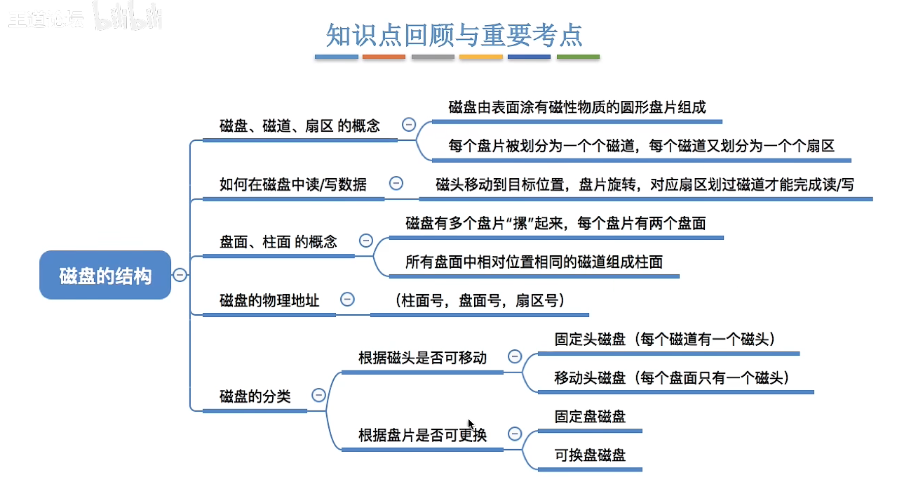 bilibili
知识点回顾与重要考点
磁盘的结构
磁盘、磁道、扇区 的概念
磁盘由表面涂有磁性物质的圆形盘片组成
每个盘片被划分为一个个磁道，每个磁道又划分为一个个扇区
如何在磁盘中读/写数据
磁头移动到目标位置，盘片旋转，对应扇区划过磁道才能完成读/写
盘面、柱面 的概念
磁盘有多个盘片“摞”起来，每个盘片有两个盘面
所有盘面中相对位置相同的磁道组成柱面
磁盘的物理地址
（柱面号，盘面号，扇区号）
磁盘的分类
根据磁头是否可移动
固定头磁盘（每个磁道有一个磁头）
移动头磁盘（每个盘面只有一个磁头）
根据盘片是否可更换
固定盘磁盘
可换盘磁盘